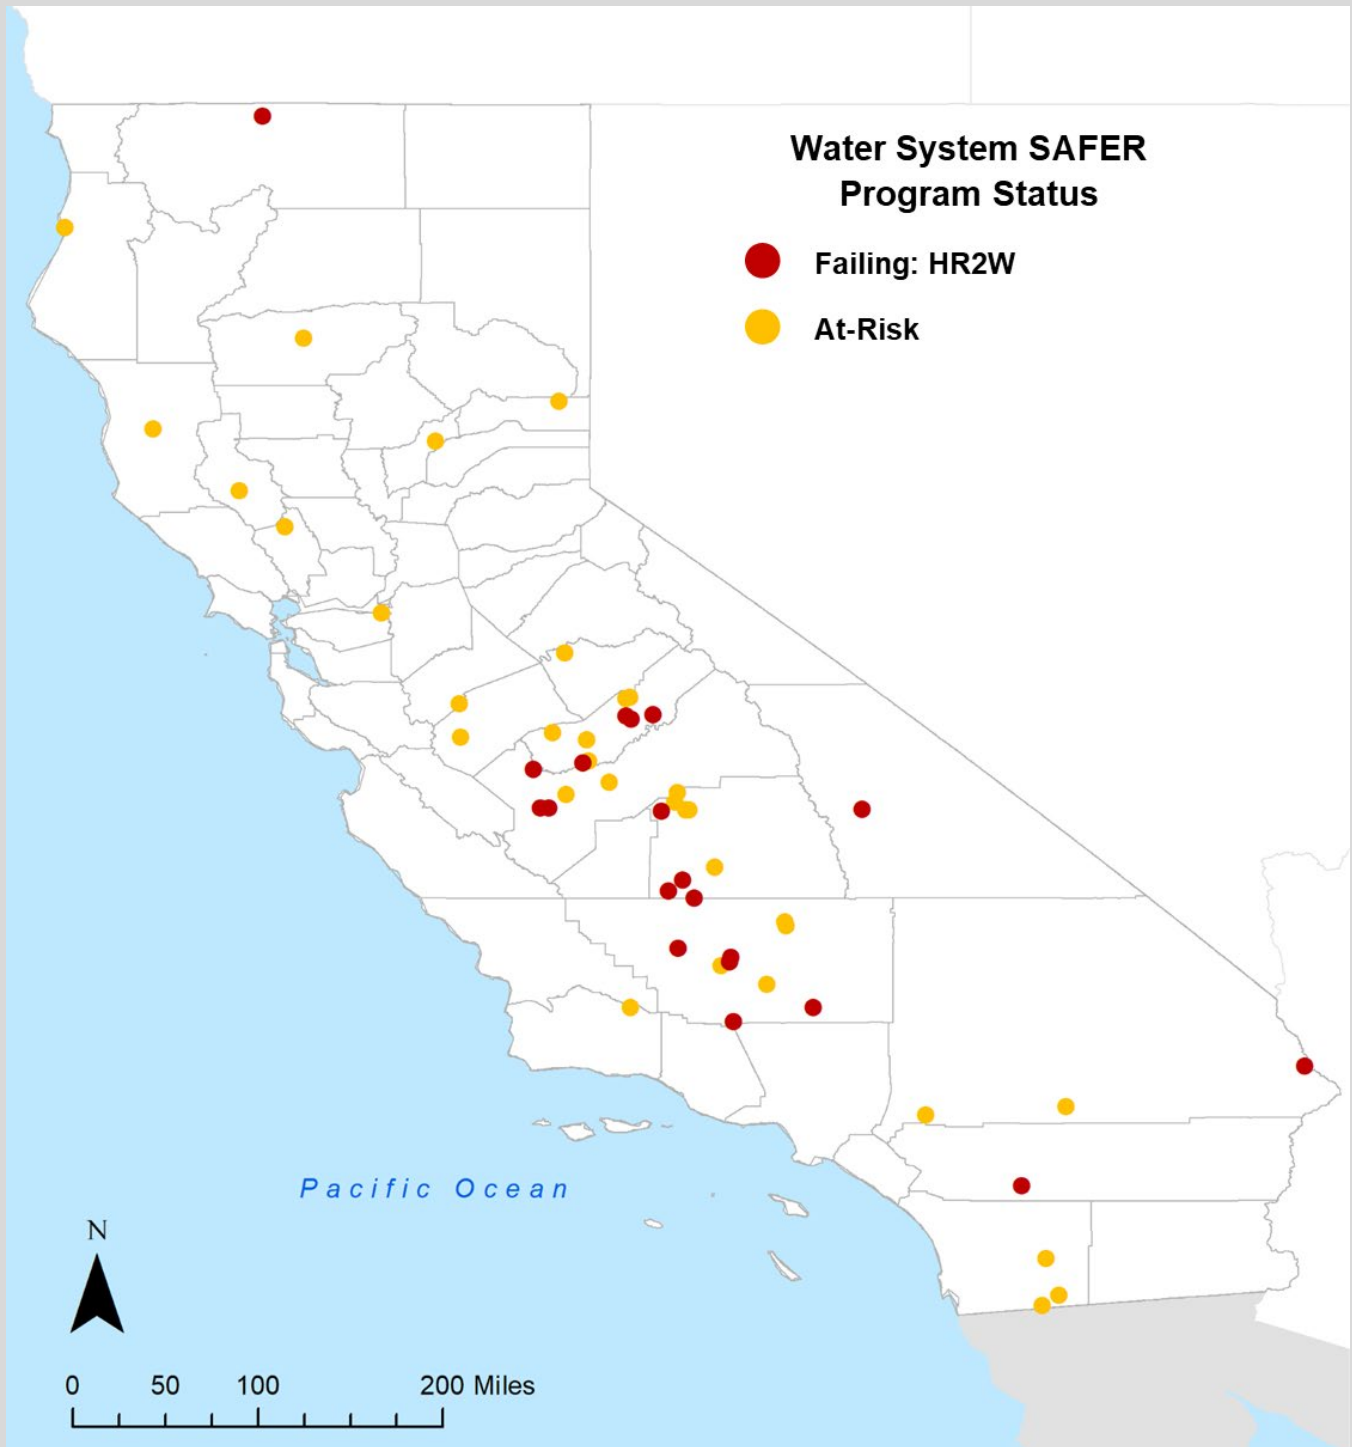 Water System SAFER
Program Status
Failing: HR2W
At-Risk
Pacific Ocean
N
0 50 100 200 Miles